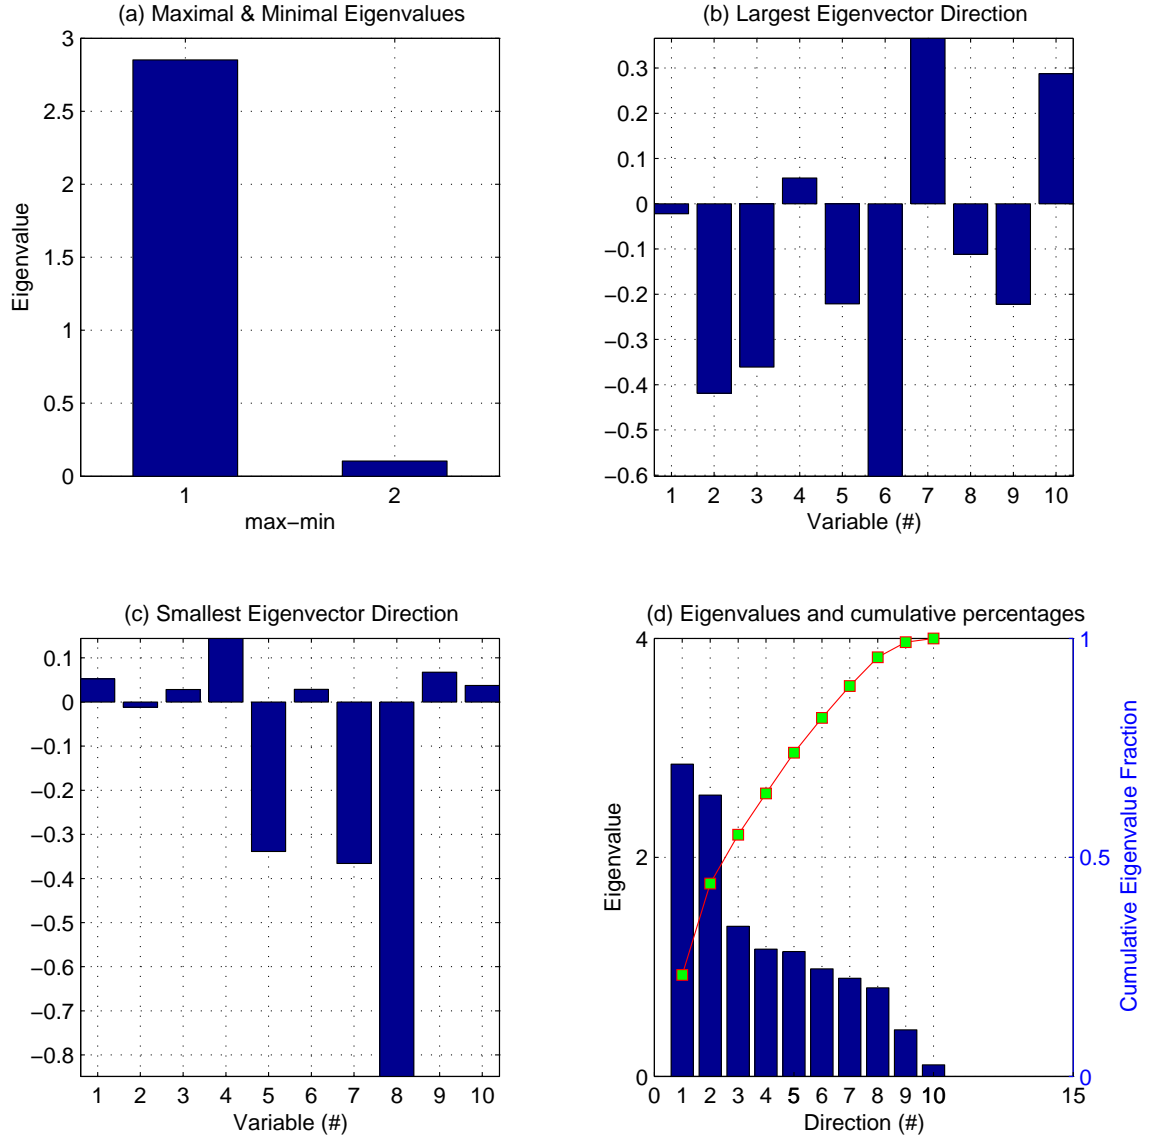 (a) Maximal & Minimal Eigenvalues
3
2.5
2
1.5
1
0.5
0
Eigenvalue
1 2
max−min
(b) Largest Eigenvector Direction
0.3
0.2
0.1
0
−0.1
−0.2
−0.3
−0.4
−0.5
−0.6
1 2 3 4 5 6 7 8 9 10
Variable (#)
(c) Smallest Eigenvector Direction
0.1
0
−0.1
−0.2
−0.3
−0.4
−0.5
−0.6
−0.7
−0.8
1 2 3 4 5 6 7 8 9 10
Variable (#)
(d) Eigenvalues and cumulative percentages
4
2
0
Eigenvalue
0 1 2 3 4 5 6 7 8 9 10 15
Direction (#)
1
0.5
0
Cumulative Eigenvalue Fraction